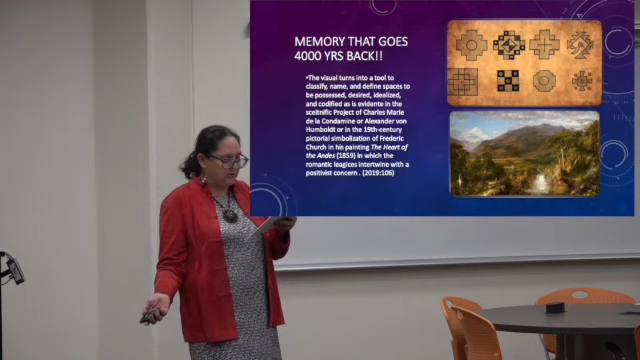 MEMORY THAT GOES
4000 YRS BACK!!
•The visual turns into a tool to
classify, name, and define spaces to
be possessed, desired, idealized,
and codified as is evidente in the
sceitnific Project of Charles Marie
de la Condamine or Alexander von
Humboldt or in the 19th-century
pictorial simbolization of Frederic
Church in his painting The Heart of
the Andes (1859) in which the
romantic leagices intertwine with a
positivist concern . (2019:106)